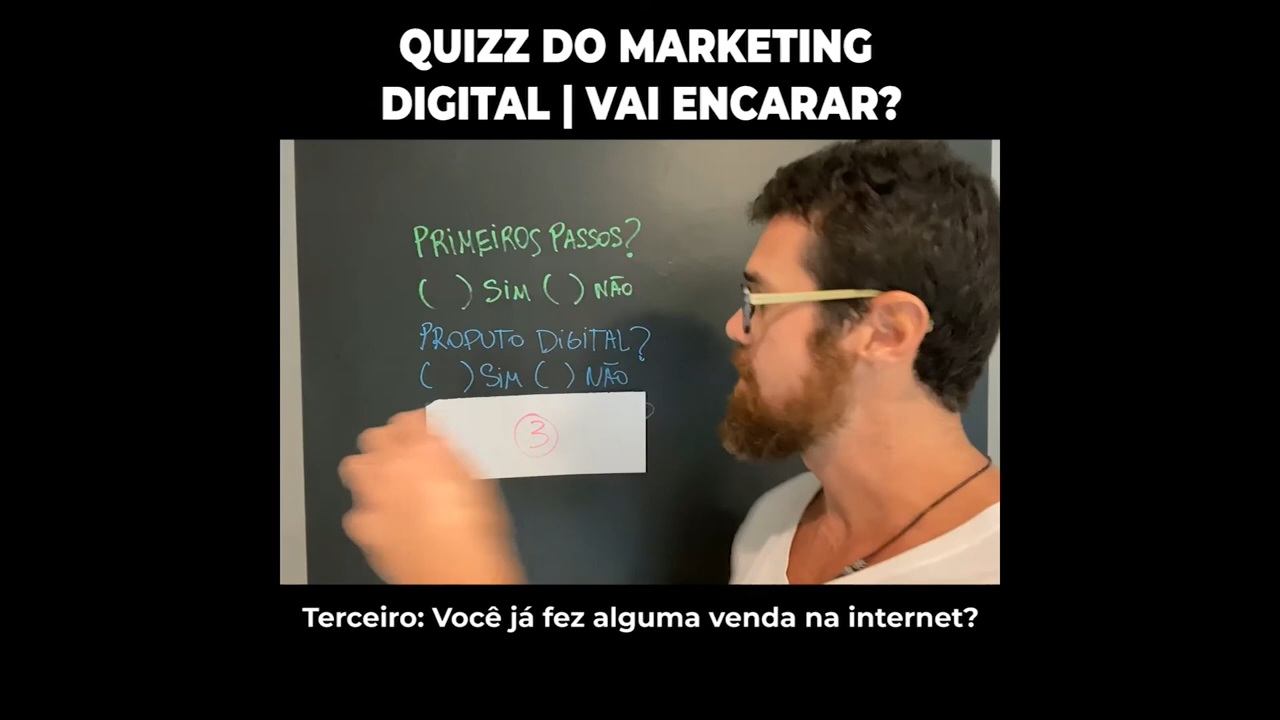 QUIZZ DO MARKETING
DIGITAL | VAI ENCARAR?
PRIMEIROS PASSOS?
( ) SIM ( ) NÃO
PRODUTO DIGITAL?
( ) SIM ( ) NÃO
3
Terceiro: Você já fez alguma venda na internet?